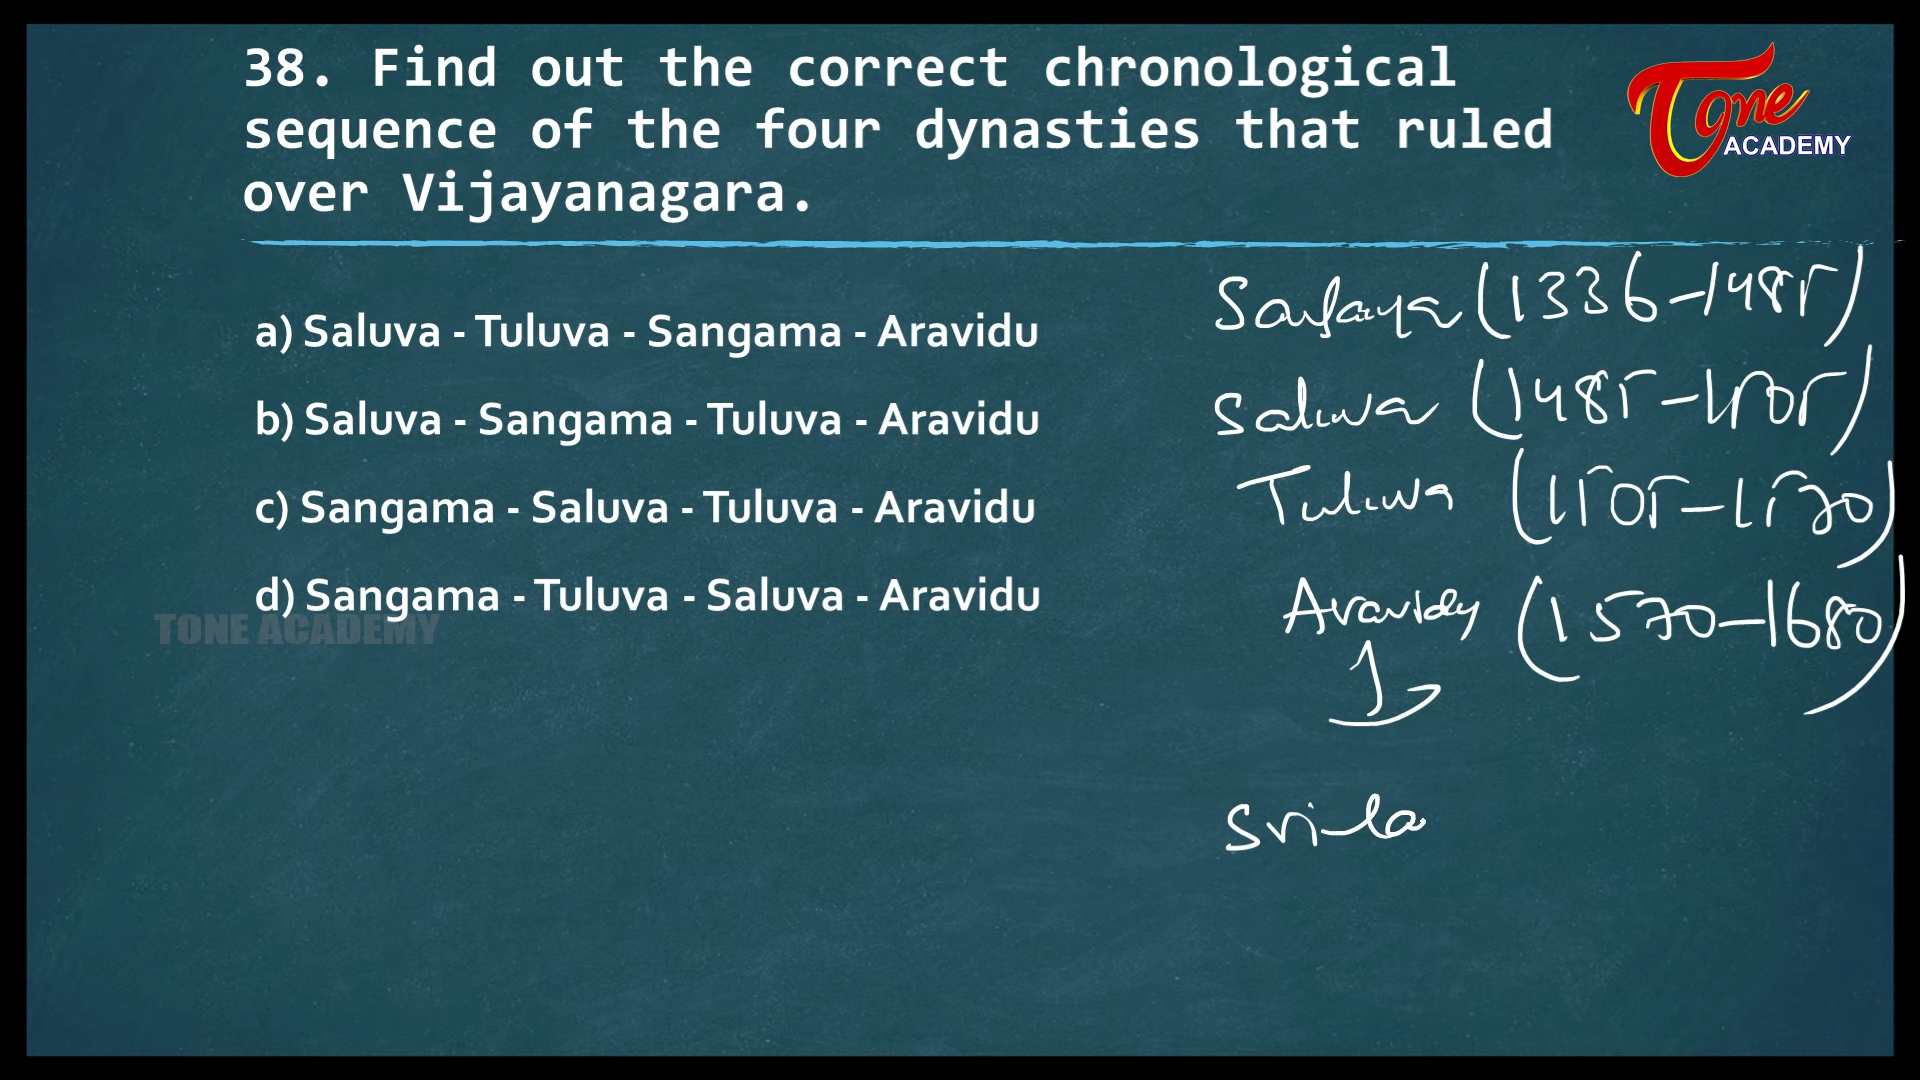 38. Find out the correct chronological
sequence of the four dynasties that ruled
over Vijayanagara.
Tone
ACADEMY
a) Saluva - Tuluva - Sangama - Aravidu
b) Saluva - Sangama - Tuluva - Aravidu
c) Sangama - Saluva - Tuluva - Aravidu
d) Sangama - Tuluva - Saluva - Aravidu
TONE ACADEMY
(1336-1485)
Saluva (1485-1505)
Tuluva (1505-1570)
Aravidu (1570-1680)